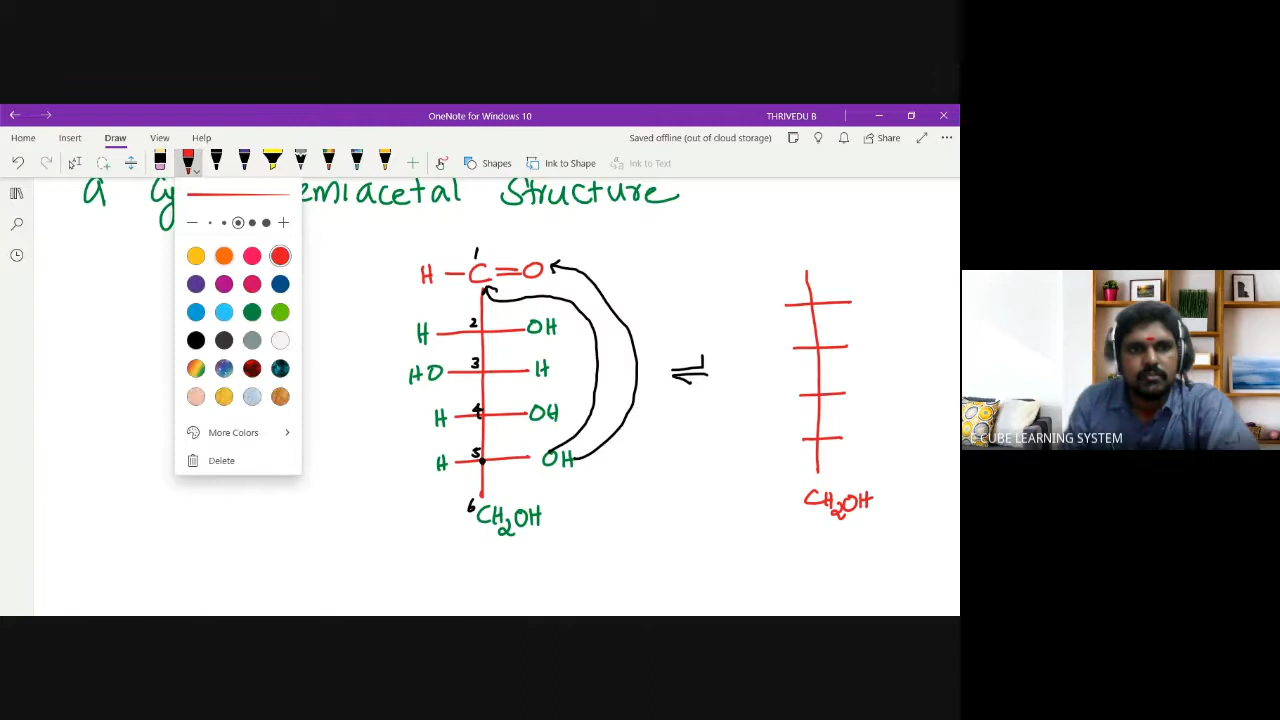 OneNote for Windows 10
THRIVEDU B
Home Insert Draw View Help
Saved offline (out of cloud storage)
Share
Shapes
Ink to Shape
Ink to Text
a Cy emiacetal Structure
1
H — C = O
H 2 OH
HO 3 H
H 4 OH
H 5 OH
6 CH2OH
⇌
CH2OH
More Colors
Delete
E CUBE LEARNING SYSTEM